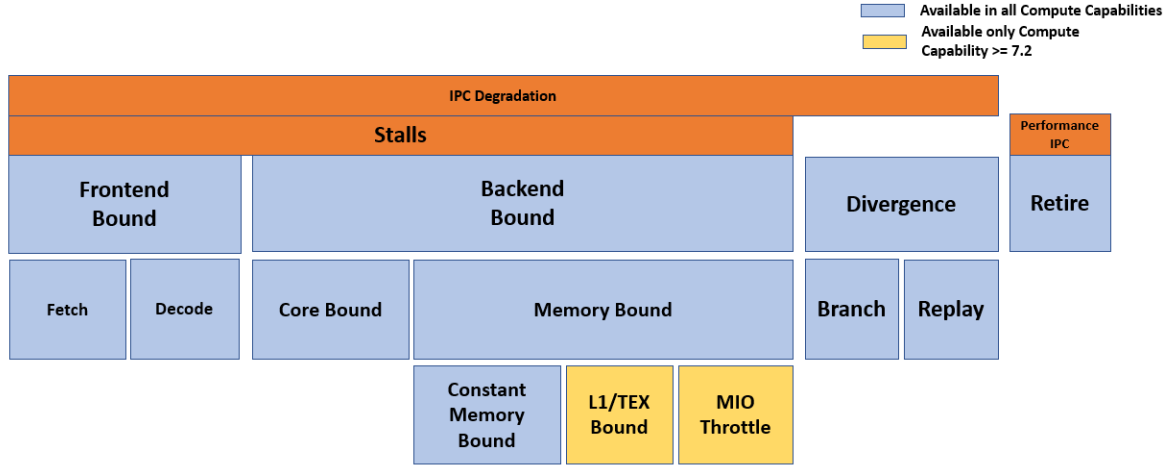 Available in all Compute Capabilities
Available only Compute
Capability >= 7.2
IPC Degradation
Stalls
Performance
IPC
Frontend
Bound
Backend
Bound
Divergence
Retire
Fetch
Decode
Core Bound
Memory Bound
Branch
Replay
Constant
Memory
Bound
L1/TEX
Bound
MIO
Throttle